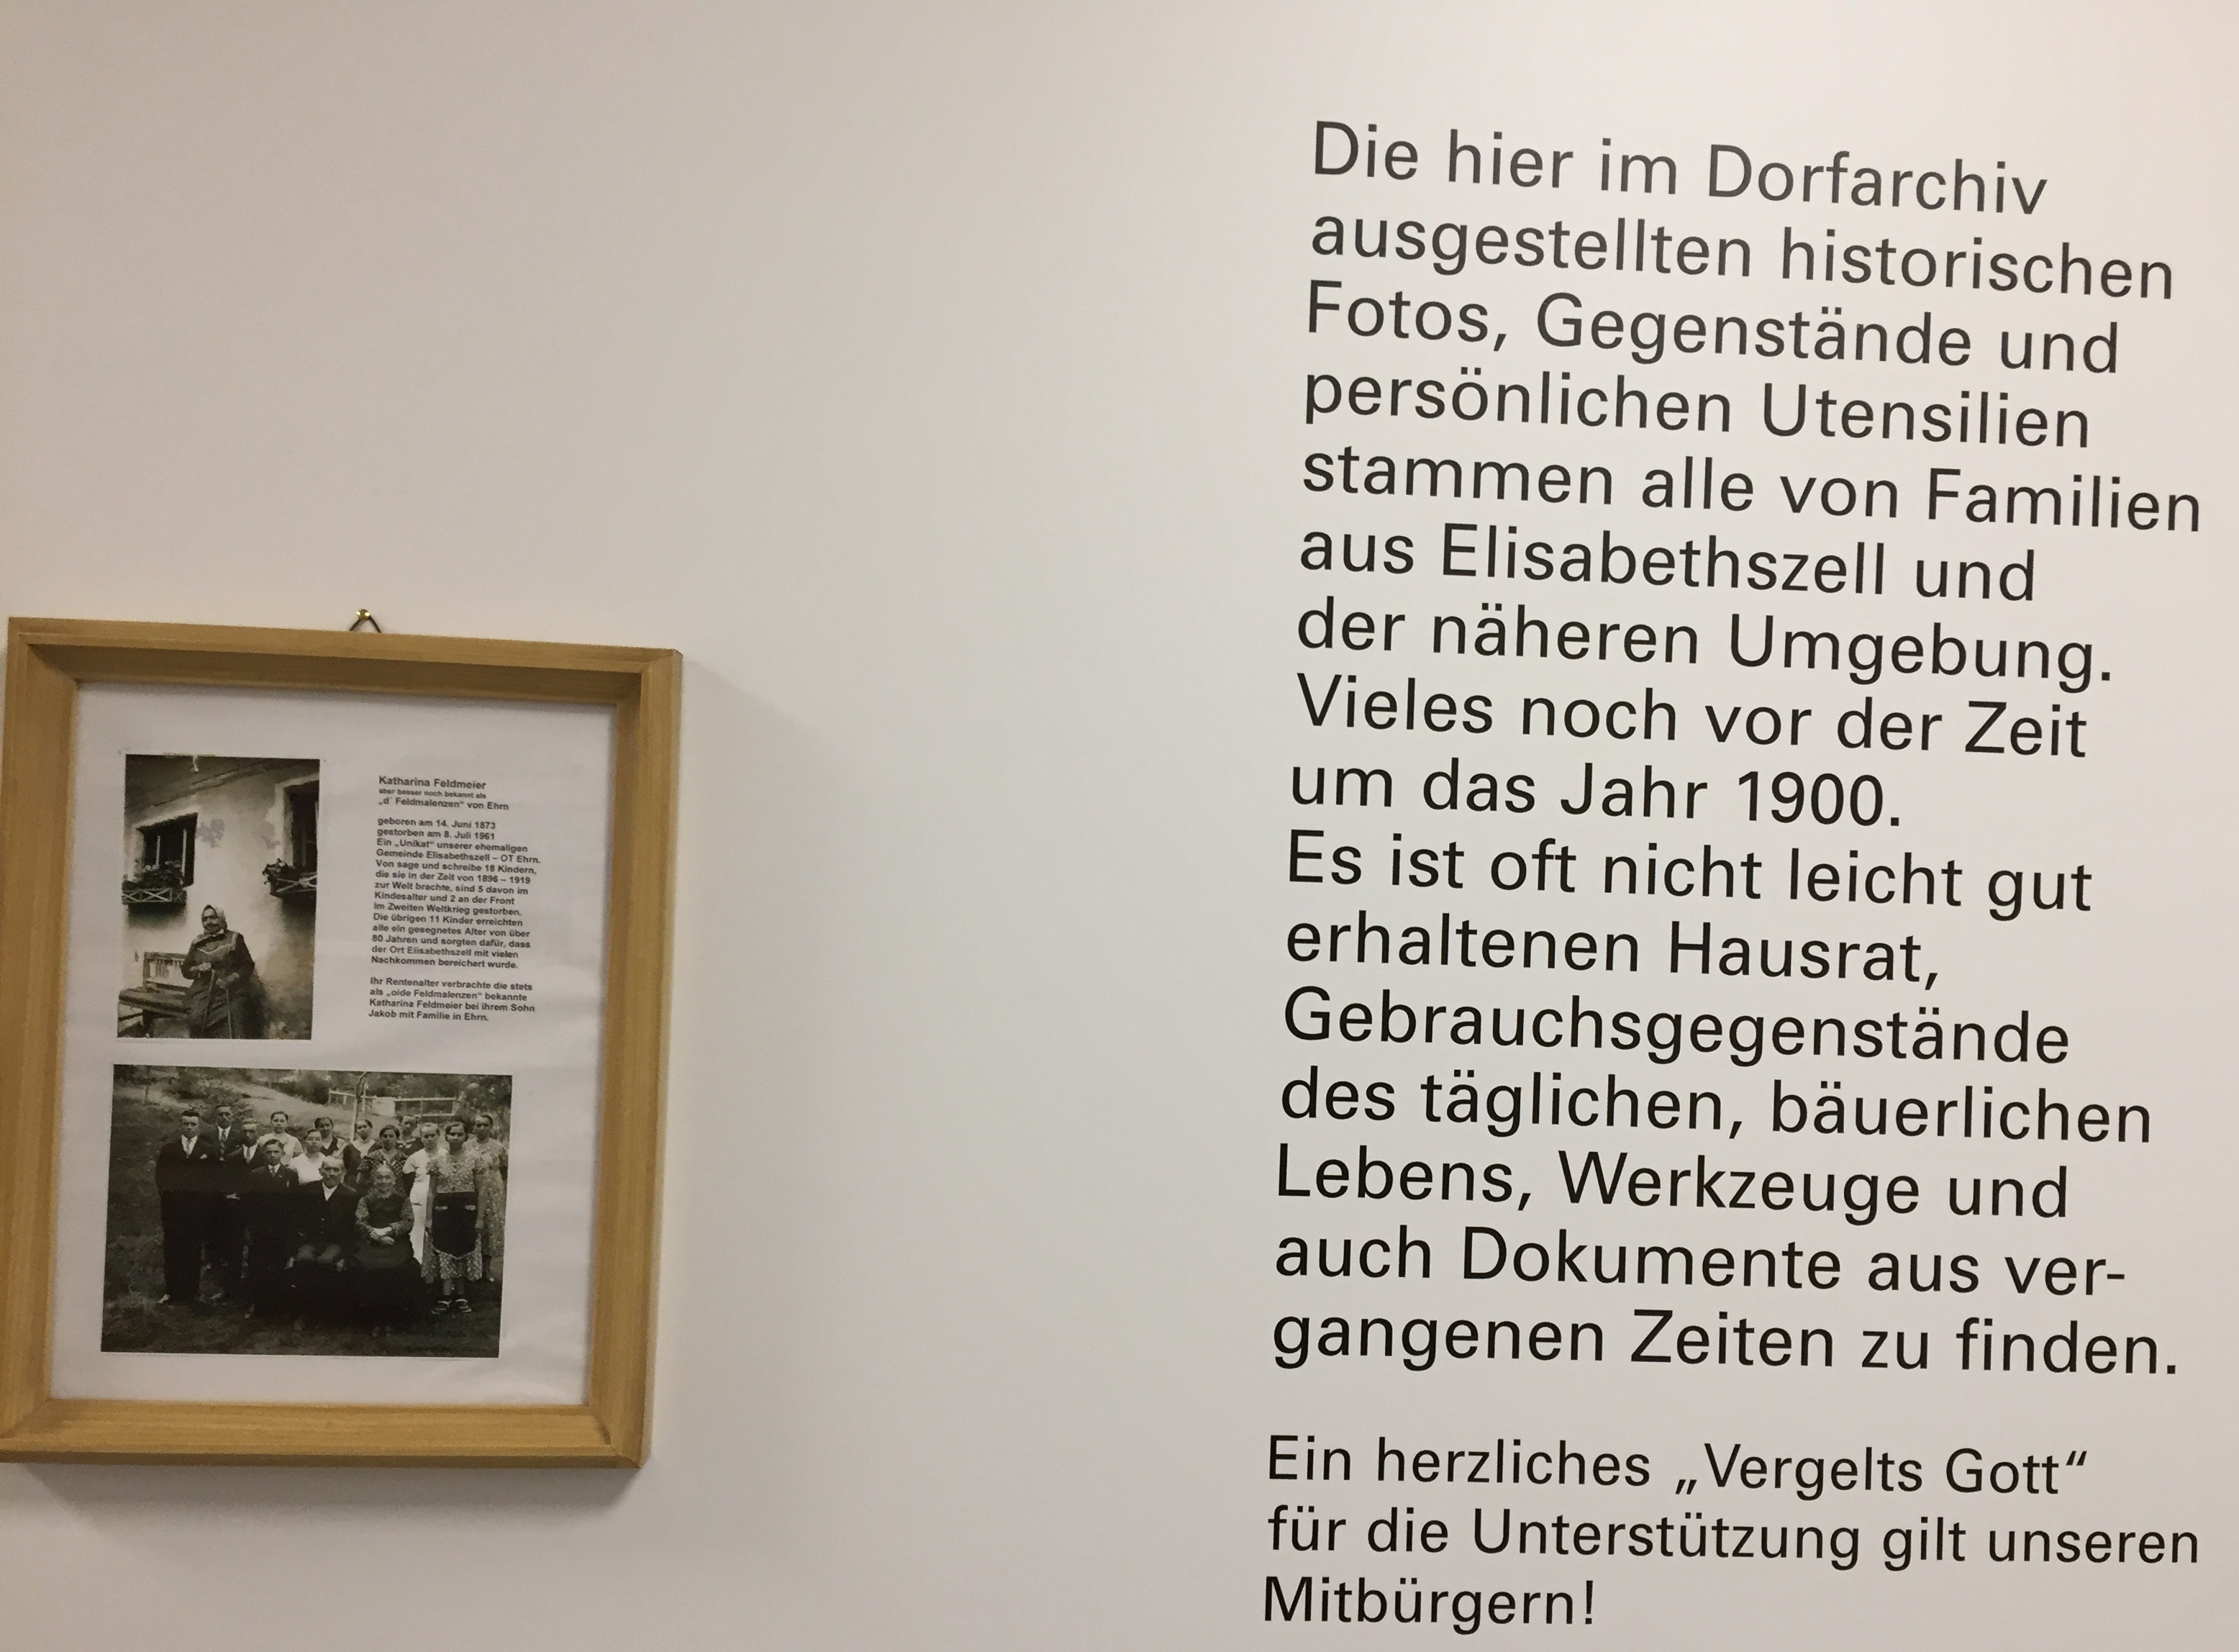 Katharina Feldmeier
aber besser noch bekannt als
„d´ Feldmalenzen“ von Ehrn
geboren am 14. Juni 1873
gestorben am 8. Juli 1961
Ein „Unikat“ unserer ehemaligen
Gemeinde Elisabethszell – OT Ehrn.
Von sage und schreibe 18 Kindern,
die sie in der Zeit von 1896 – 1919
zur Welt brachte, sind 5 davon im
Kindesalter und 2 an der Front
im Zweiten Weltkrieg gestorben.
Die übrigen 11 Kinder erreichten
alle ein gesegnetes Alter von über
80 Jahren und sorgten dafür, dass
der Ort Elisabethszell mit vielen
Nachkommen bereichert wurde.
Ihr Rentenalter verbrachte die stets
als „oide Feldmalenzen“ bekannte
Katharina Feldmeier bei ihrem Sohn
Jakob mit Familie in Ehrn.
Die hier im Dorfarchiv
ausgestellten historischen
Fotos, Gegenstände und
persönlichen Utensilien
stammen alle von Familien
aus Elisabethszell und
der näheren Umgebung.
Vieles noch vor der Zeit
um das Jahr 1900.
Es ist oft nicht leicht gut
erhaltenen Hausrat,
Gebrauchsgegenstände
des täglichen, bäuerlichen
Lebens, Werkzeuge und
auch Dokumente aus ver-
gangenen Zeiten zu finden.
Ein herzliches „Vergelts Gott“
für die Unterstützung gilt unseren
Mitbürgern!